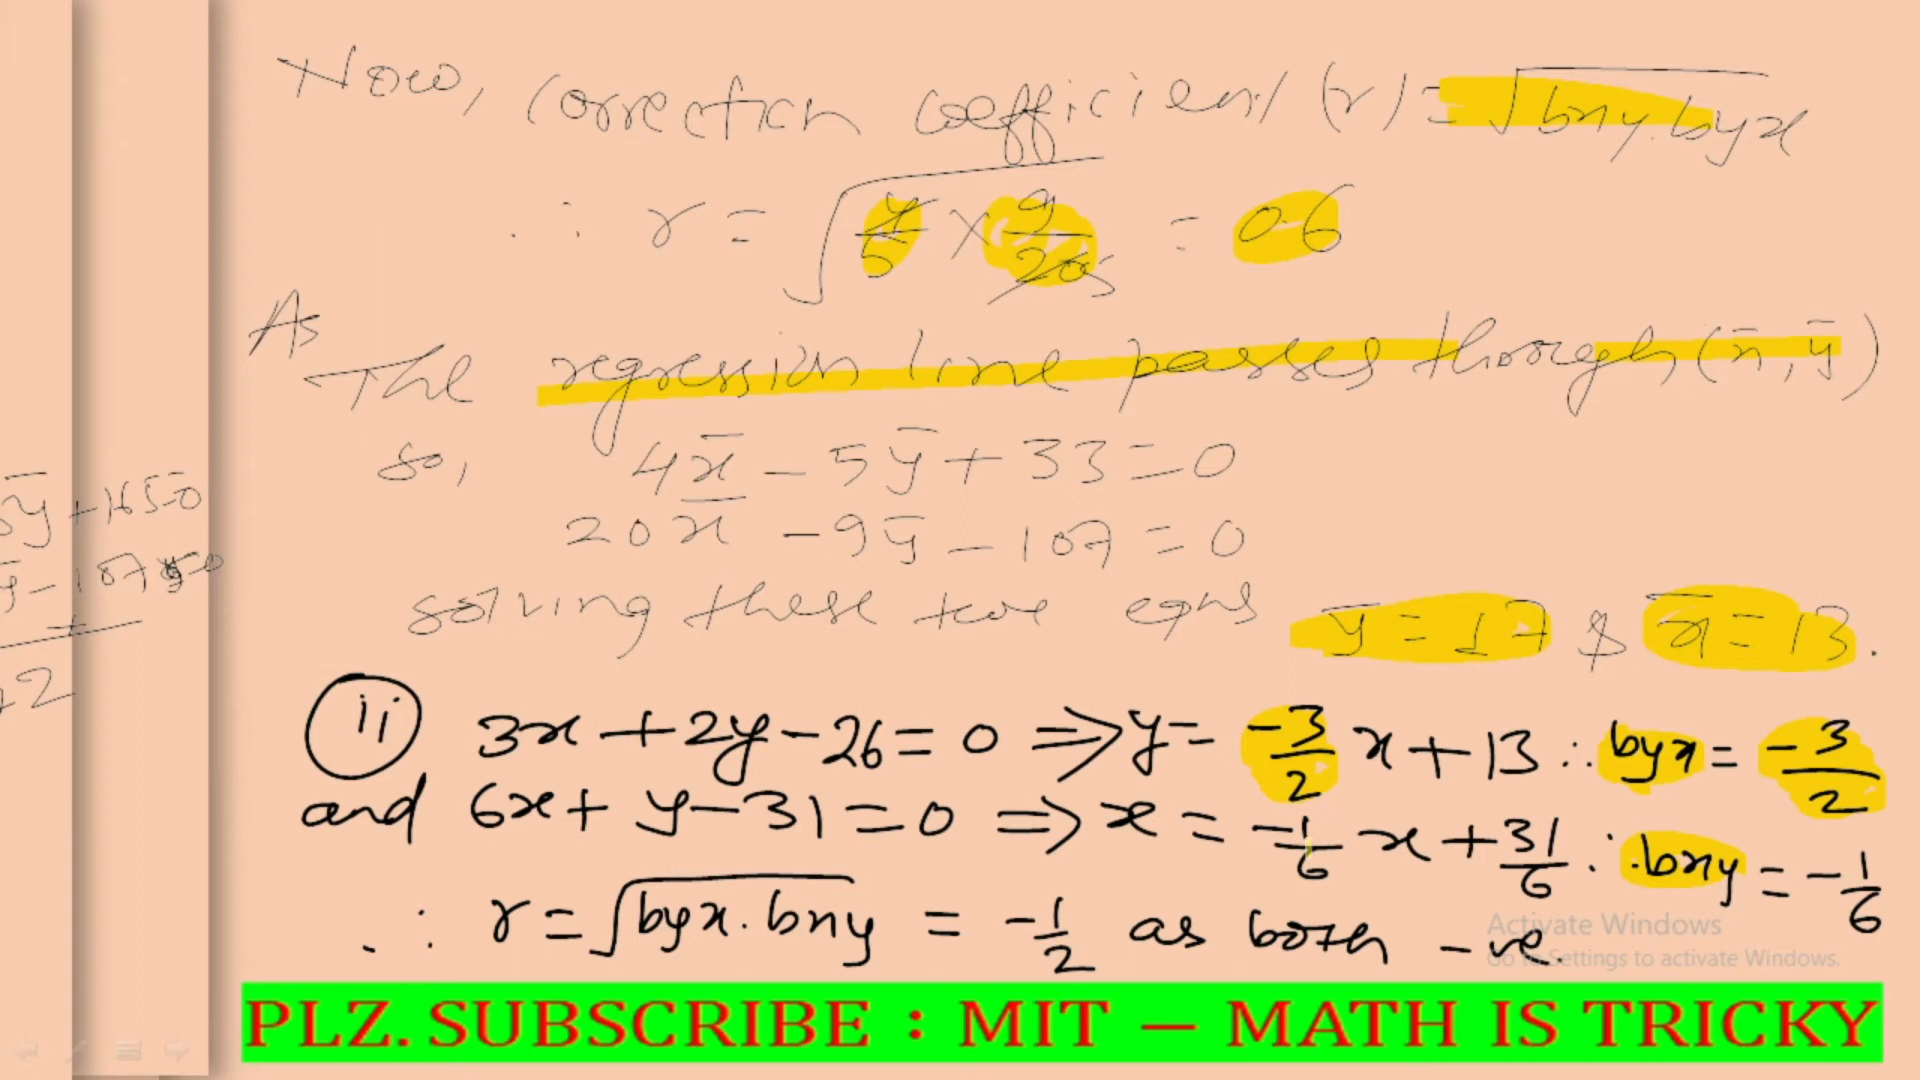 Now, correction coefficient (r) = √bxy.byx
∴ r = √4/5 × 9/20 5 = 0.6
As
The regression line passes through (x̄, ȳ)
so, 4x̄ - 5ȳ + 33 = 0
20x̄ - 9ȳ - 107 = 0
solving these two eqns ȳ = 17 & x̄ = 13.
ii 3x + 2y - 26 = 0 ⇒ y = -3/2 x + 13 ∴ byx = -3/2
and 6x + y - 31 = 0 ⇒ x = -1/6 x + 31/6 ∴ bxy = -1/6
∴ r = √byx.bxy = -1/2 as both -ve.
Activate Windows
Go to Settings to activate Windows.
PLZ. SUBSCRIBE : MIT – MATH IS TRICKY